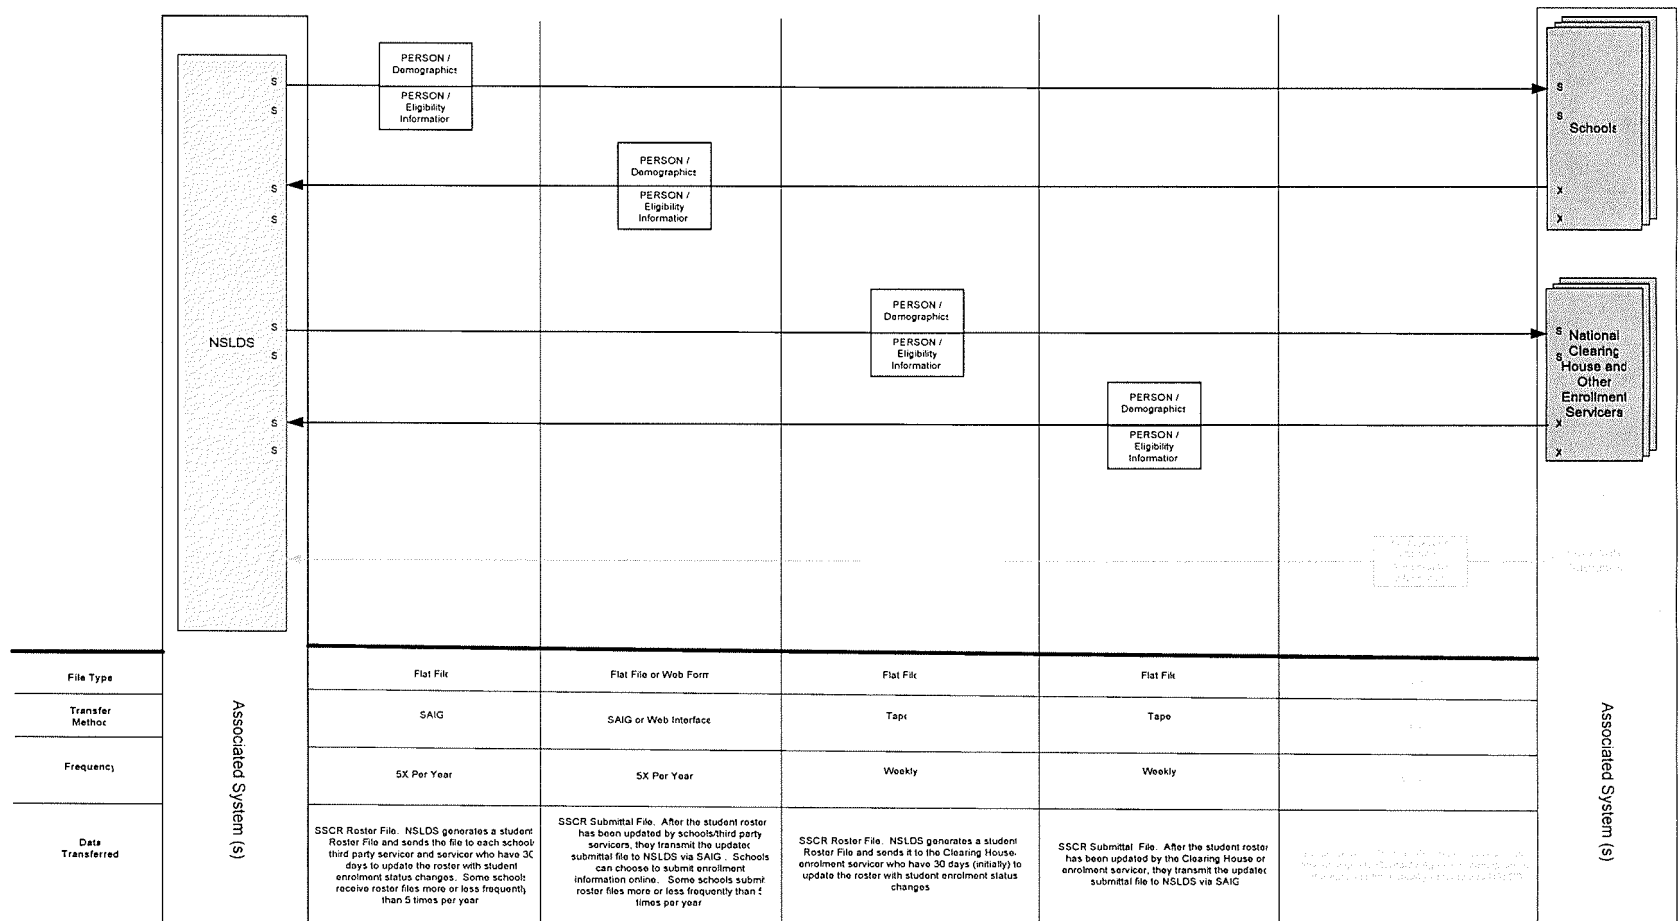 PERSON /
Demographics
PERSON /
Eligibility
Information
S
S
S
S
Schools
X
X
PERSON /
Demographics
PERSON /
Eligibility
Information
S
S
PERSON /
Demographics
PERSON /
Eligibility
Information
NSLDS
S
S
S
S
National
Clearing
House and
Other
Enrollment
Servicers
X
X
PERSON /
Demographics
PERSON /
Eligibility
Information
S
S
File Type
Flat File
Flat File or Web Form
Flat File
Flat File
Transfer
Method
SAIG
SAIG or Web Interface
Tape
Tape
Frequency
5X Per Year
5X Per Year
Weekly
Weekly
Associated System (s)
Associated System (s)
Data
Transferred
SSCR Roster File. NSLDS generates a student
Roster File and sends the file to each school/
third party servicer and servicer who have 30
days to update the roster with student
enrolment status changes. Some schools
receive roster files more or less frequently
than 5 times per year
SSCR Submittal File. After the student roster
has been updated by schools/third party
servicers, they transmit the updated
submittal file to NSLDS via SAIG . Schools
can choose to submit enrollment
information online. Some schools submit
roster files more or less frequently than 5
times per year
SSCR Roster File. NSLDS generates a student
Roster File and sends it to the Clearing House-
enrolment servicer who have 30 days (initially) to
update the roster with student enrolment status
changes
SSCR Submittal File. After the student roster
has been updated by the Clearing House or
enrolment servicer, they transmit the updated
submittal file to NSLDS via SAIG